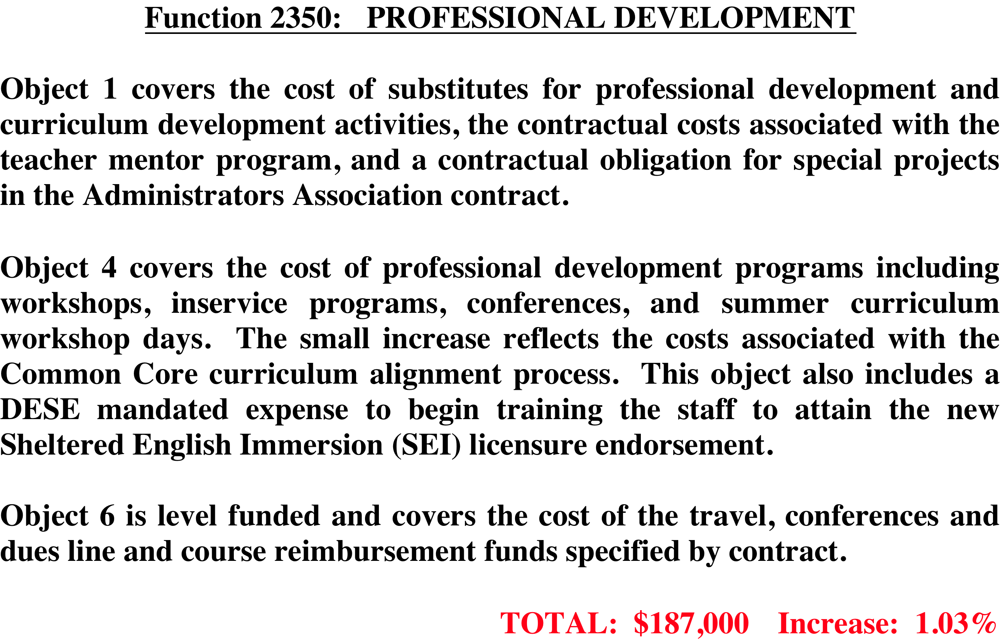 Function 2350:   PROFESSIONAL DEVELOPMENT
Object 1 covers the cost of substitutes for professional development and
curriculum development activities, the contractual costs associated with the
teacher mentor program, and a contractual obligation for special projects
in the Administrators Association contract.
Object 4 covers the cost of professional development programs including
workshops, inservice programs, conferences, and summer curriculum
workshop days.  The small increase reflects the costs associated with the
Common Core curriculum alignment process.  This object also includes a
DESE mandated expense to begin training the staff to attain the new
Sheltered English Immersion (SEI) licensure endorsement.
Object 6 is level funded and covers the cost of the travel, conferences and
dues line and course reimbursement funds specified by contract.
TOTAL:  $187,000   Increase:  1.03%